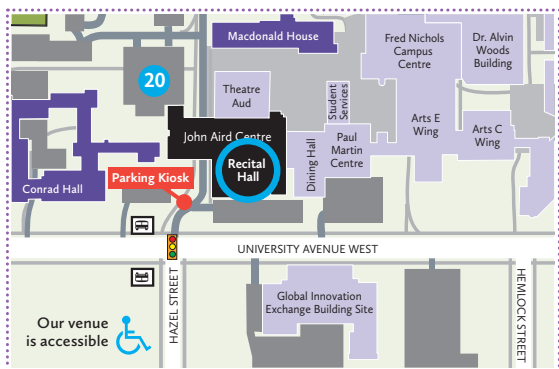 Macdonald House
Fred Nichols
Campus
Centre
Dr. Alvin
Woods
Building
20
Theatre
Aud
Student
Services
John Aird Centre
Recital
Hall
Dining Hall
Paul
Martin
Centre
Arts E
Wing
Arts C
Wing
Parking Kiosk
Conrad Hall
UNIVERSITY AVENUE WEST
HAZEL STREET
HEMLOCK STREET
Global Innovation
Exchange Building Site
Our venue
is accessible